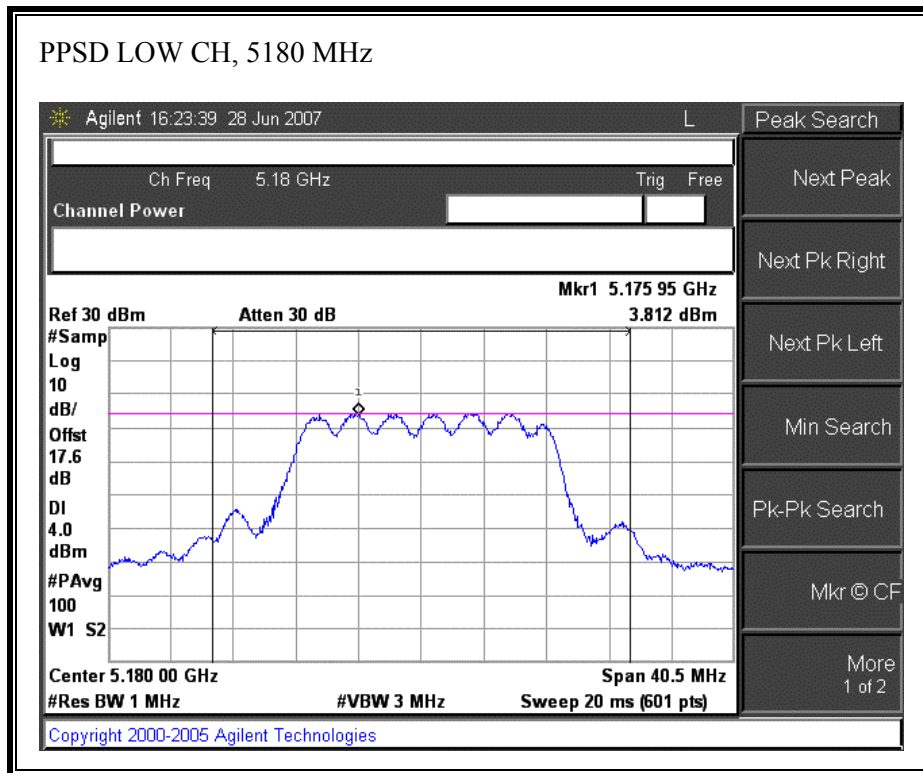 PPSD LOW CH, 5180 MHz
Agilent 16:23:39 28 Jun 2007 L
Peak Search
Ch Freq 5.18 GHz Trig Free
Channel Power
Next Peak
Next Pk Right
Mkr1 5.175 95 GHz
Ref 30 dBm Atten 30 dB 3.812 dBm
#Samp
Log
10
dB/
Offset
17.6
dB
DI
4.0
dBm
#PAvg
100
W1 S2
1
Next Pk Left
Min Search
Pk-Pk Search
Mkr © CF
More
1 of 2
Center 5.180 00 GHz Span 40.5 MHz
#Res BW 1 MHz #VBW 3 MHz Sweep 20 ms (601 pts)
Copyright 2000-2005 Agilent Technologies